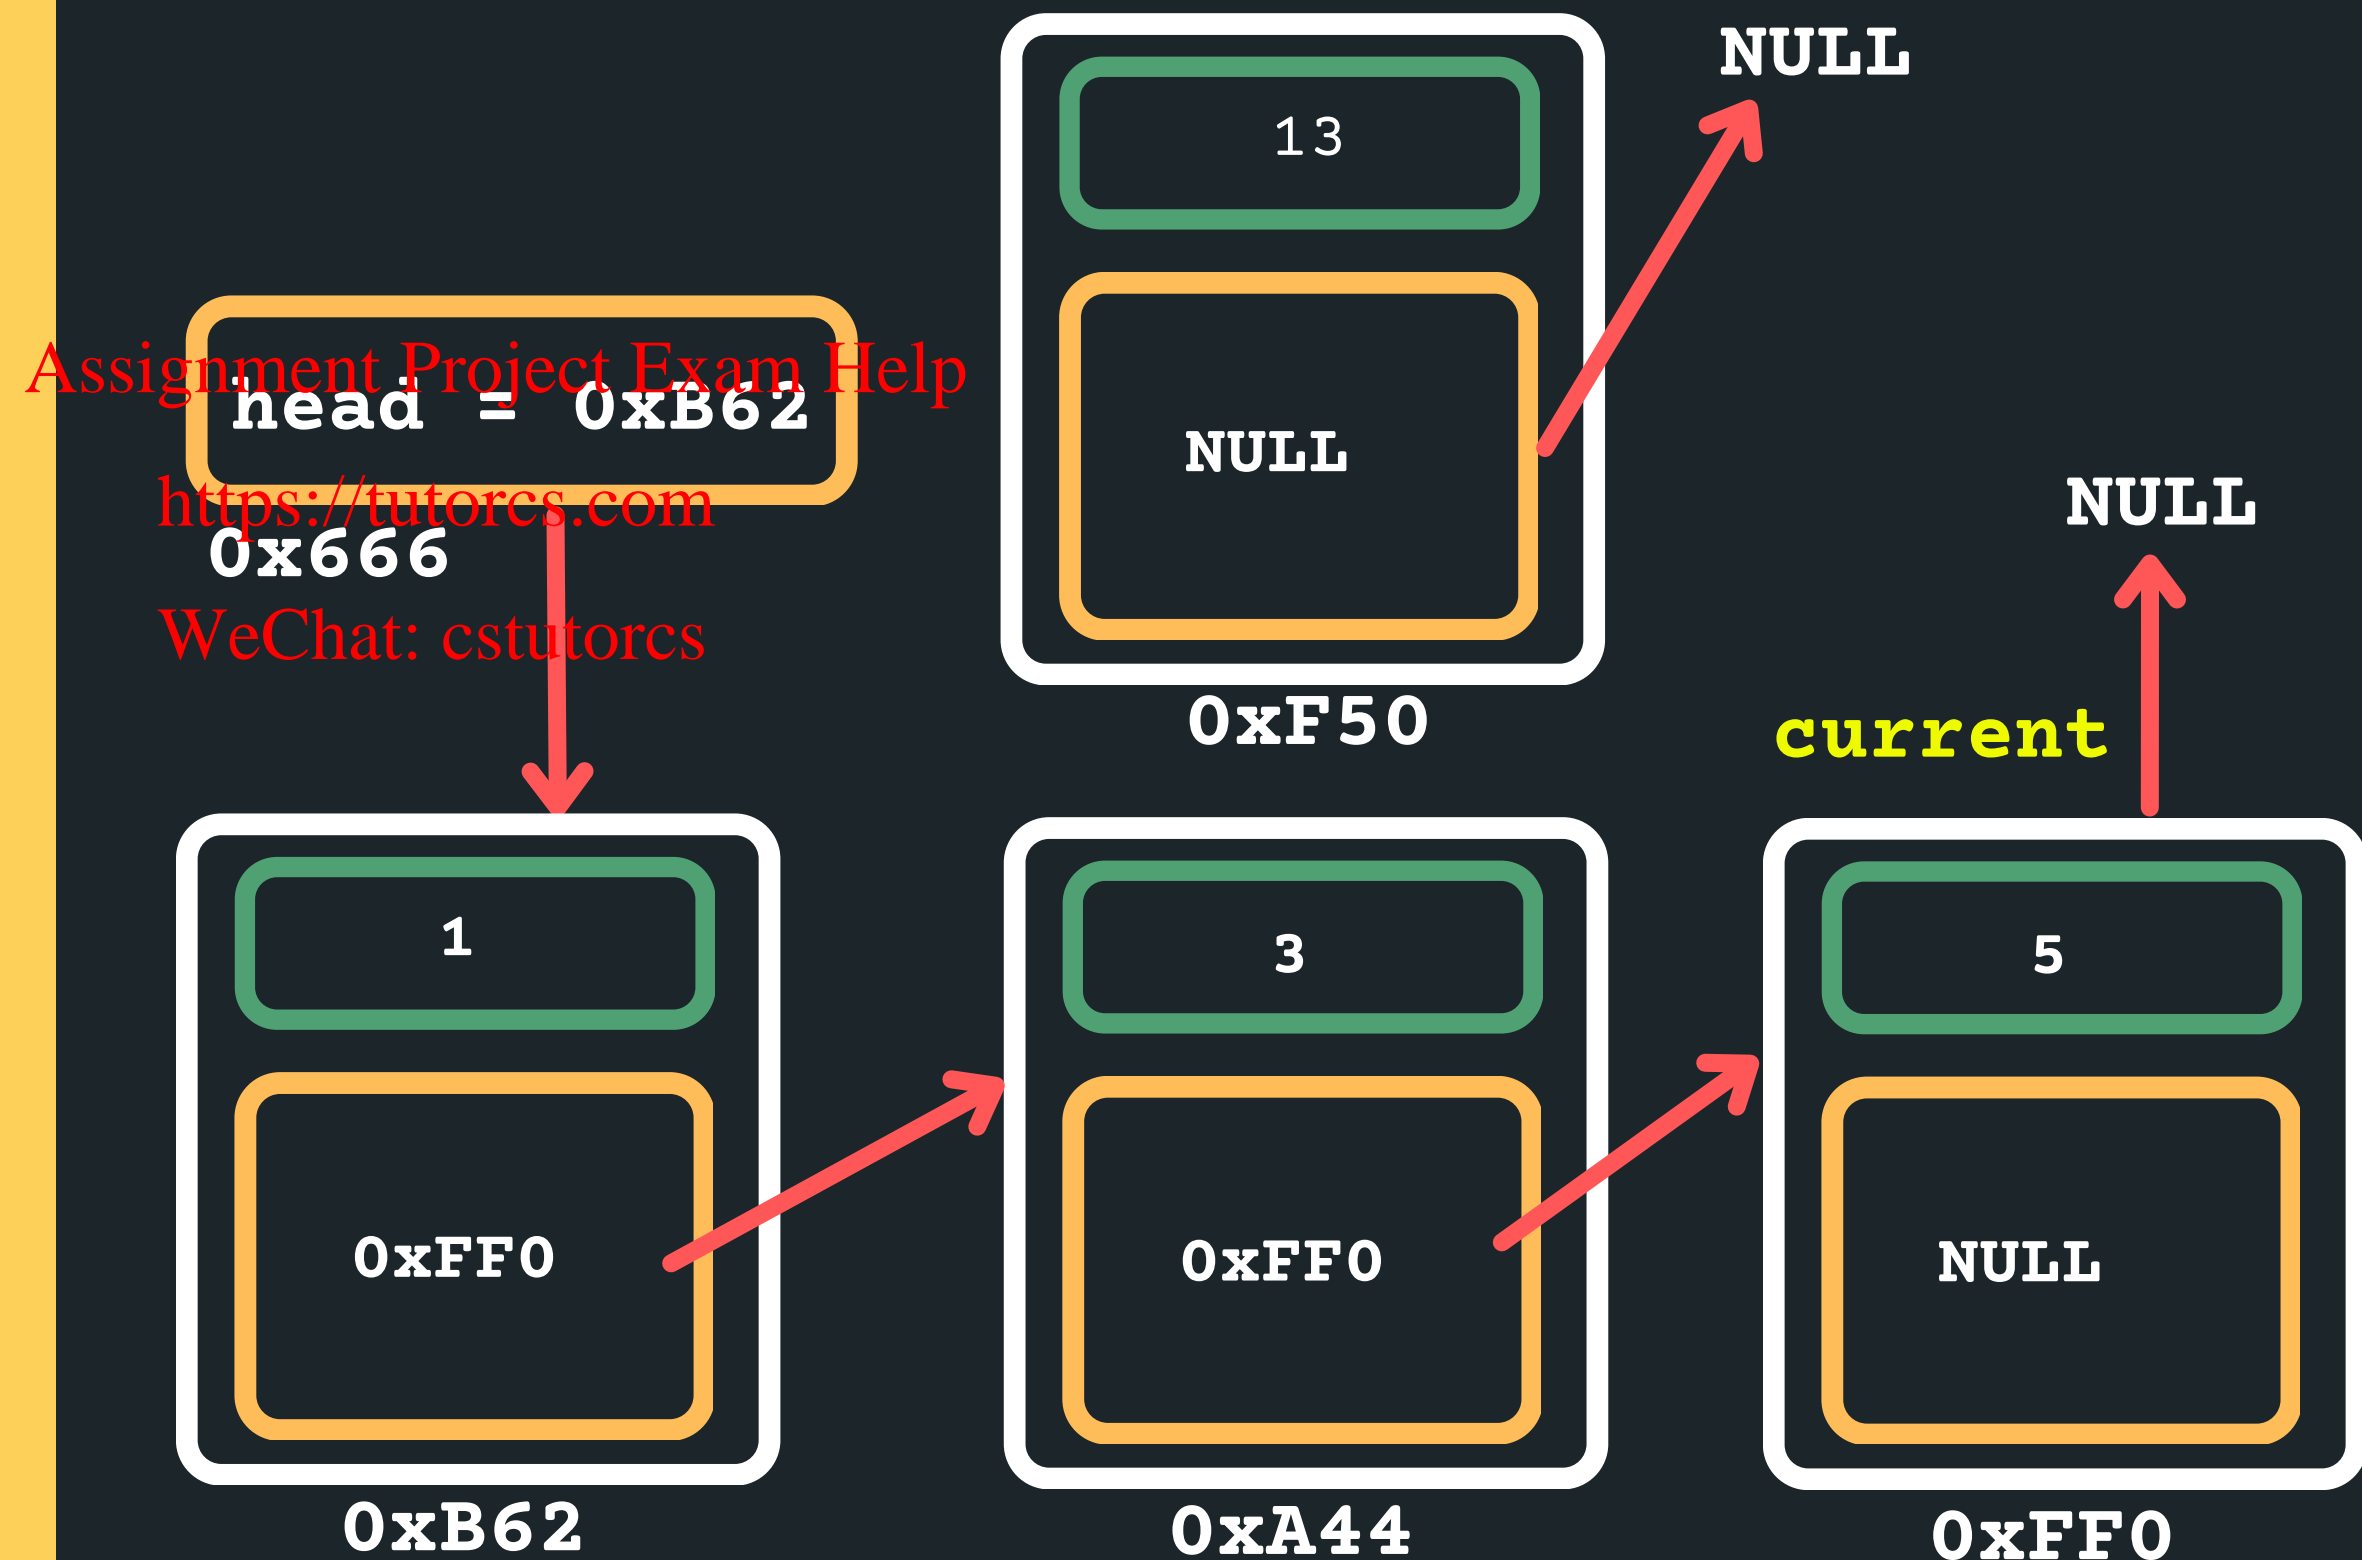 NULL
13
Assignment Project Exam Help
head = 0xB62
NULL
NULL
https://tutorcs.com
0x666
WeChat: cstutorcs
0xF50
current
1
3
5
0xFF0
0xFF0
NULL
0xB62
0xA44
0xFF0